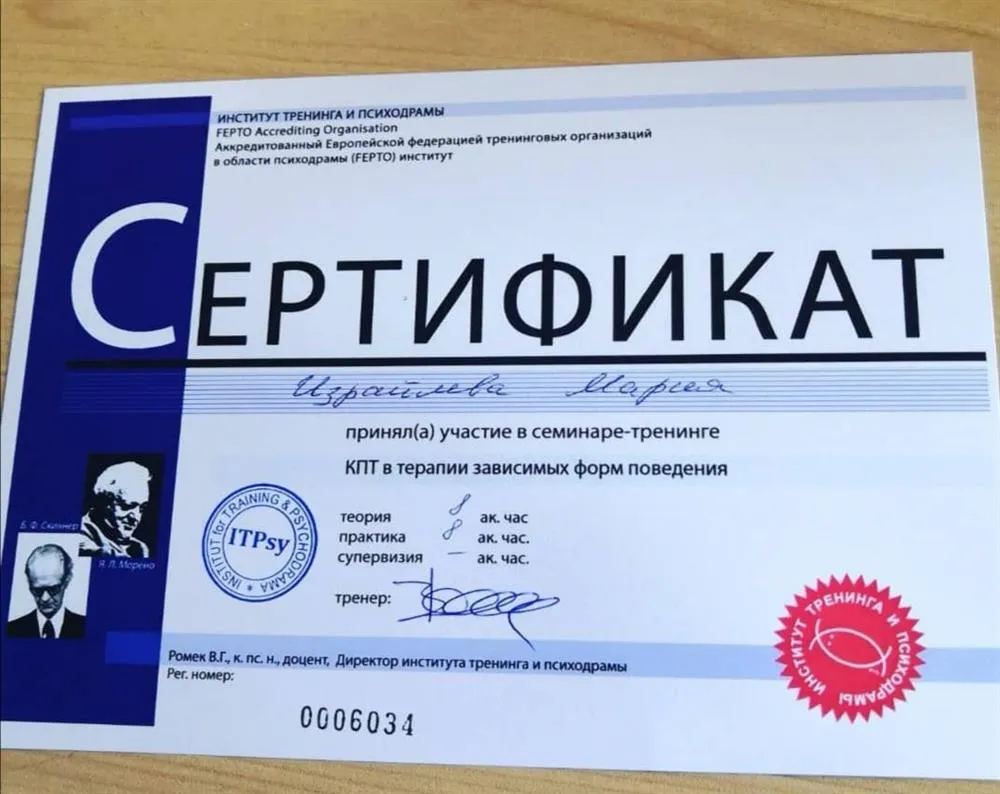 ИНСТИТУТ ТРЕНИНГА И ПСИХОДРАМЫ
FEPTO Accrediting Organisation
Аккредитованный Европейской федерацией тренинговых организаций
в области психодрамы (FEPTO) институт
СЕРТИФИКАТ
Израйлева Мария
принял(а) участие в семинаре-тренинге
КПТ в терапии зависимых форм поведения
теория 8 ак. час
практика 8 ак. час.
супервизия — ак. час.
тренер:
Б. Ф. Скиннер
Я. Л. Морено
INSTITUT for TRAINING & PSYCHODRAMA
ITPsy
ИНСТИТУТ ТРЕНИНГА И ПСИХОДРАМЫ
Ромек В.Г., к. пс. н., доцент, Директор института тренинга и психодрамы
Рег. номер:
0006034